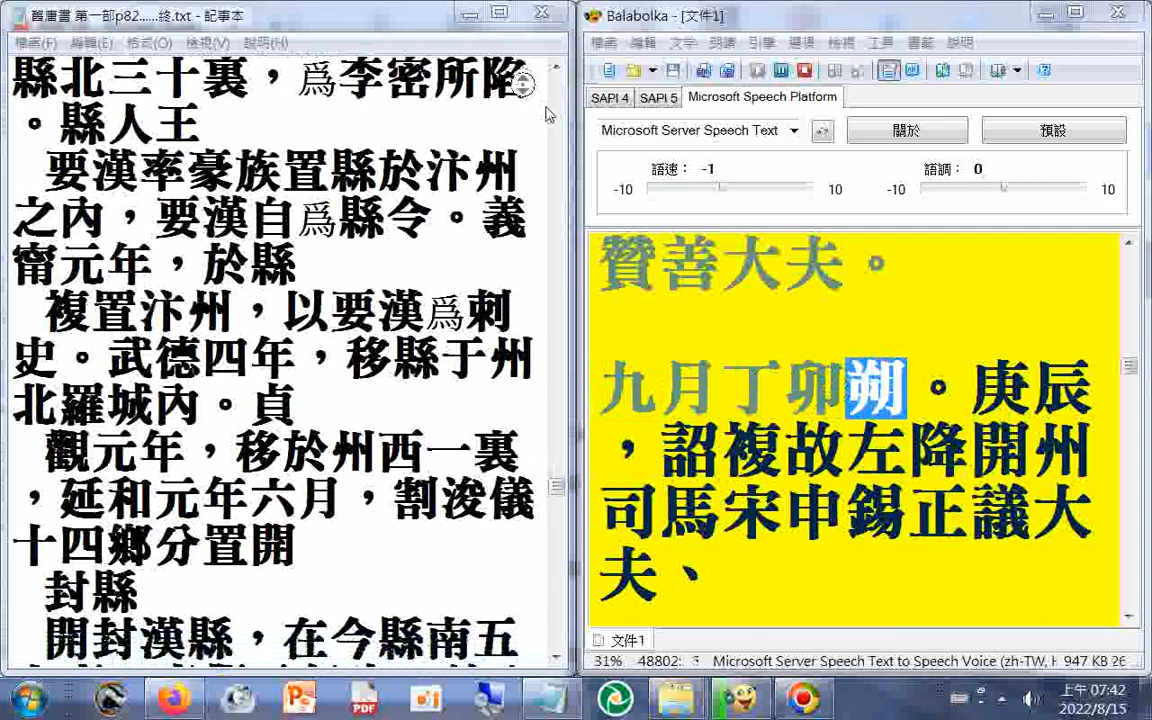 舊唐書 第一部p82......終.txt - 記事本
檔案(F) 編輯(E) 格式(O) 檢視(V) 說明(H)
縣北三十裏，爲李密所陷
。縣人王
要漢率豪族置縣於汴州
之內，要漢自爲縣令。義
甯元年，於縣
複置汴州，以要漢爲刺
史。武德四年，移縣于州
北羅城內。貞
觀元年，移於州西一裏
，延和元年六月，割浚儀
十四鄉分置開
封縣
開封漢縣，在今縣南五
Balabolka - [文件1]
檔案 編輯 文字 朗讀 引擎 選項 檢視 工具 書籤 說明
SAPI 4 SAPI 5 Microsoft Speech Platform
Microsoft Server Speech Text 關於 預設
語速： -1 語調： 0
-10 10 -10 10
贊善大夫。
九月丁卯朔。庚辰
，詔複故左降開州
司馬宋申錫正議大
夫、
文件1
31% 48802: Microsoft Server Speech Text to Speech Voice (zh-TW, 947 KB 26
上午 07:42
2022/8/15